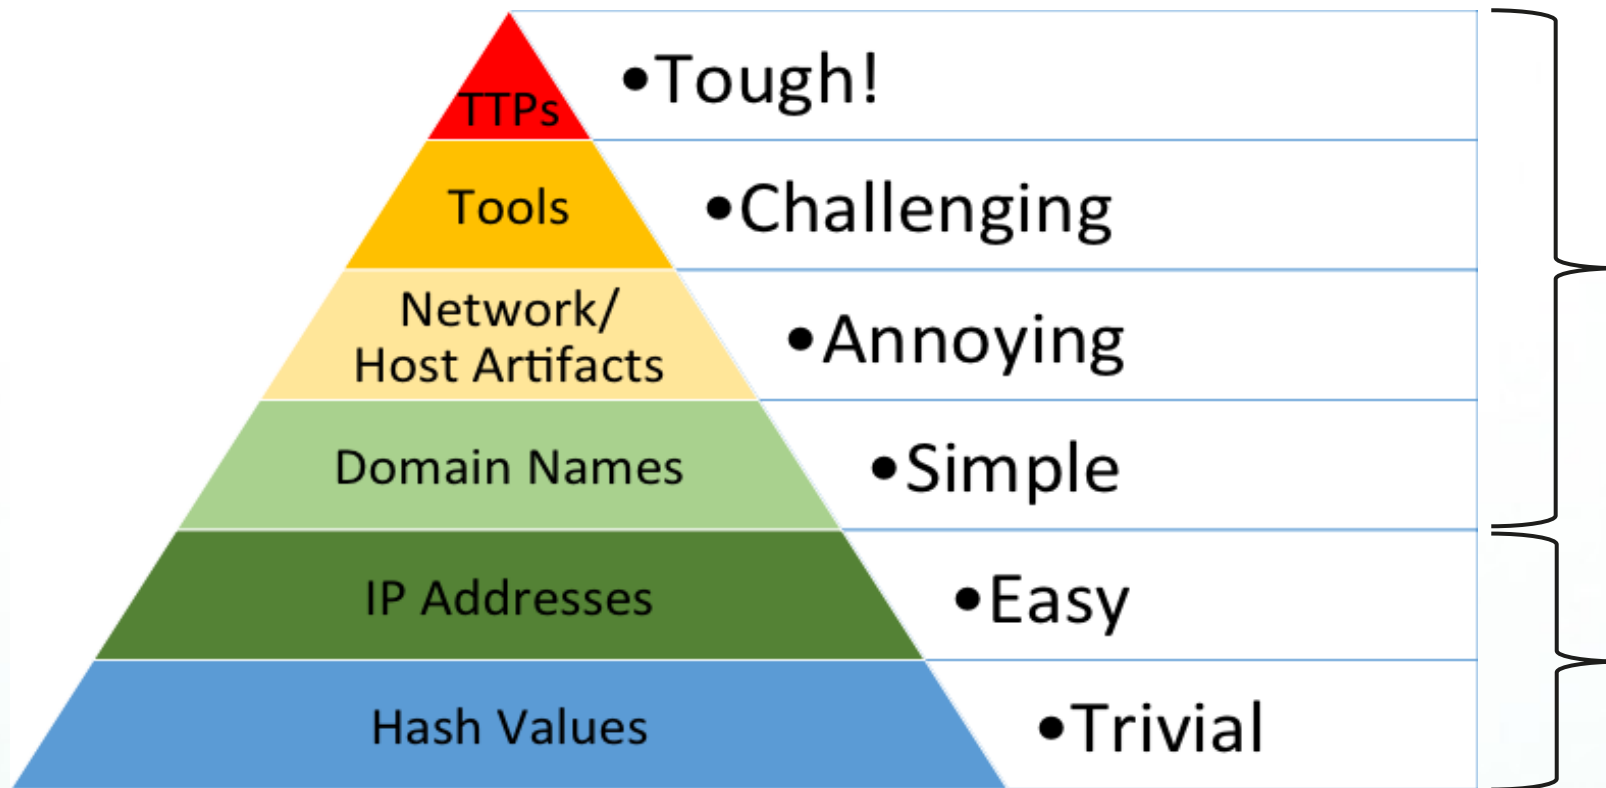 TTPs
•Tough!
Tools
•Challenging
Network/
Host Artifacts
•Annoying
Domain Names
•Simple
IP Addresses
•Easy
Hash Values
•Trivial